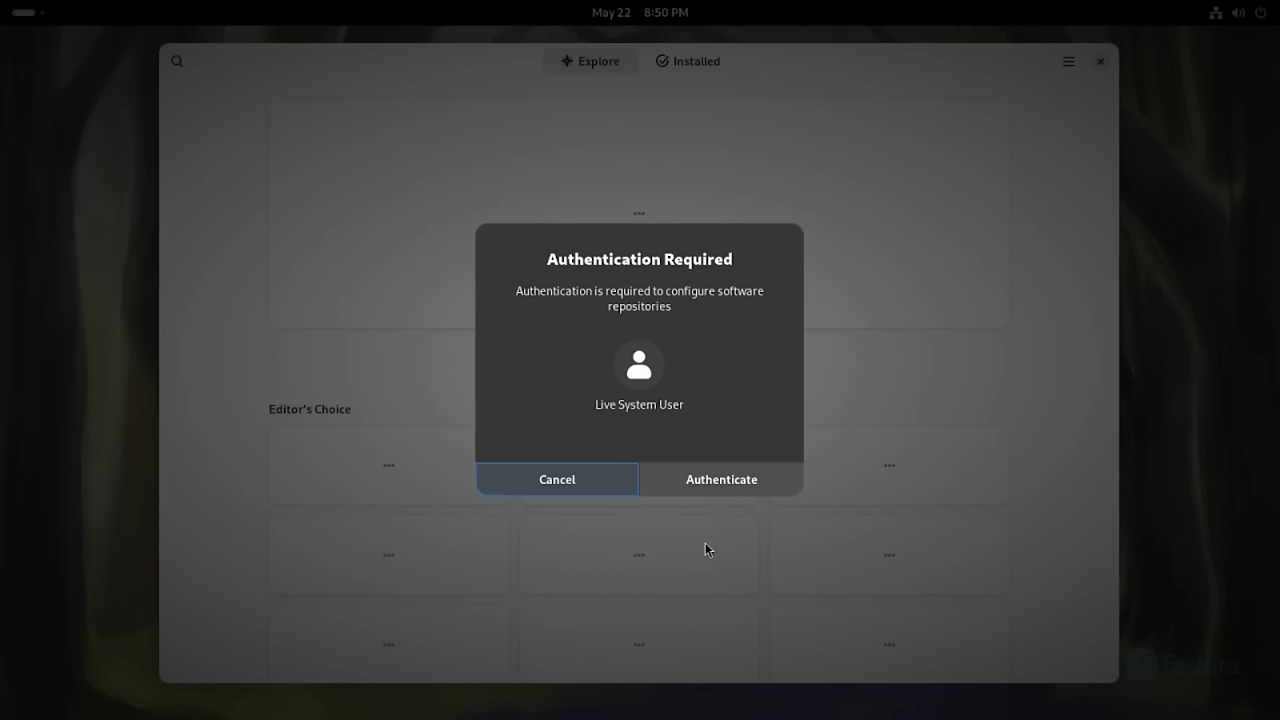 May 22 8:50 PM
Explore
Installed
Authentication Required
Authentication is required to configure software
repositories
Live System User
Editor's Choice
Cancel
Authenticate
fedora